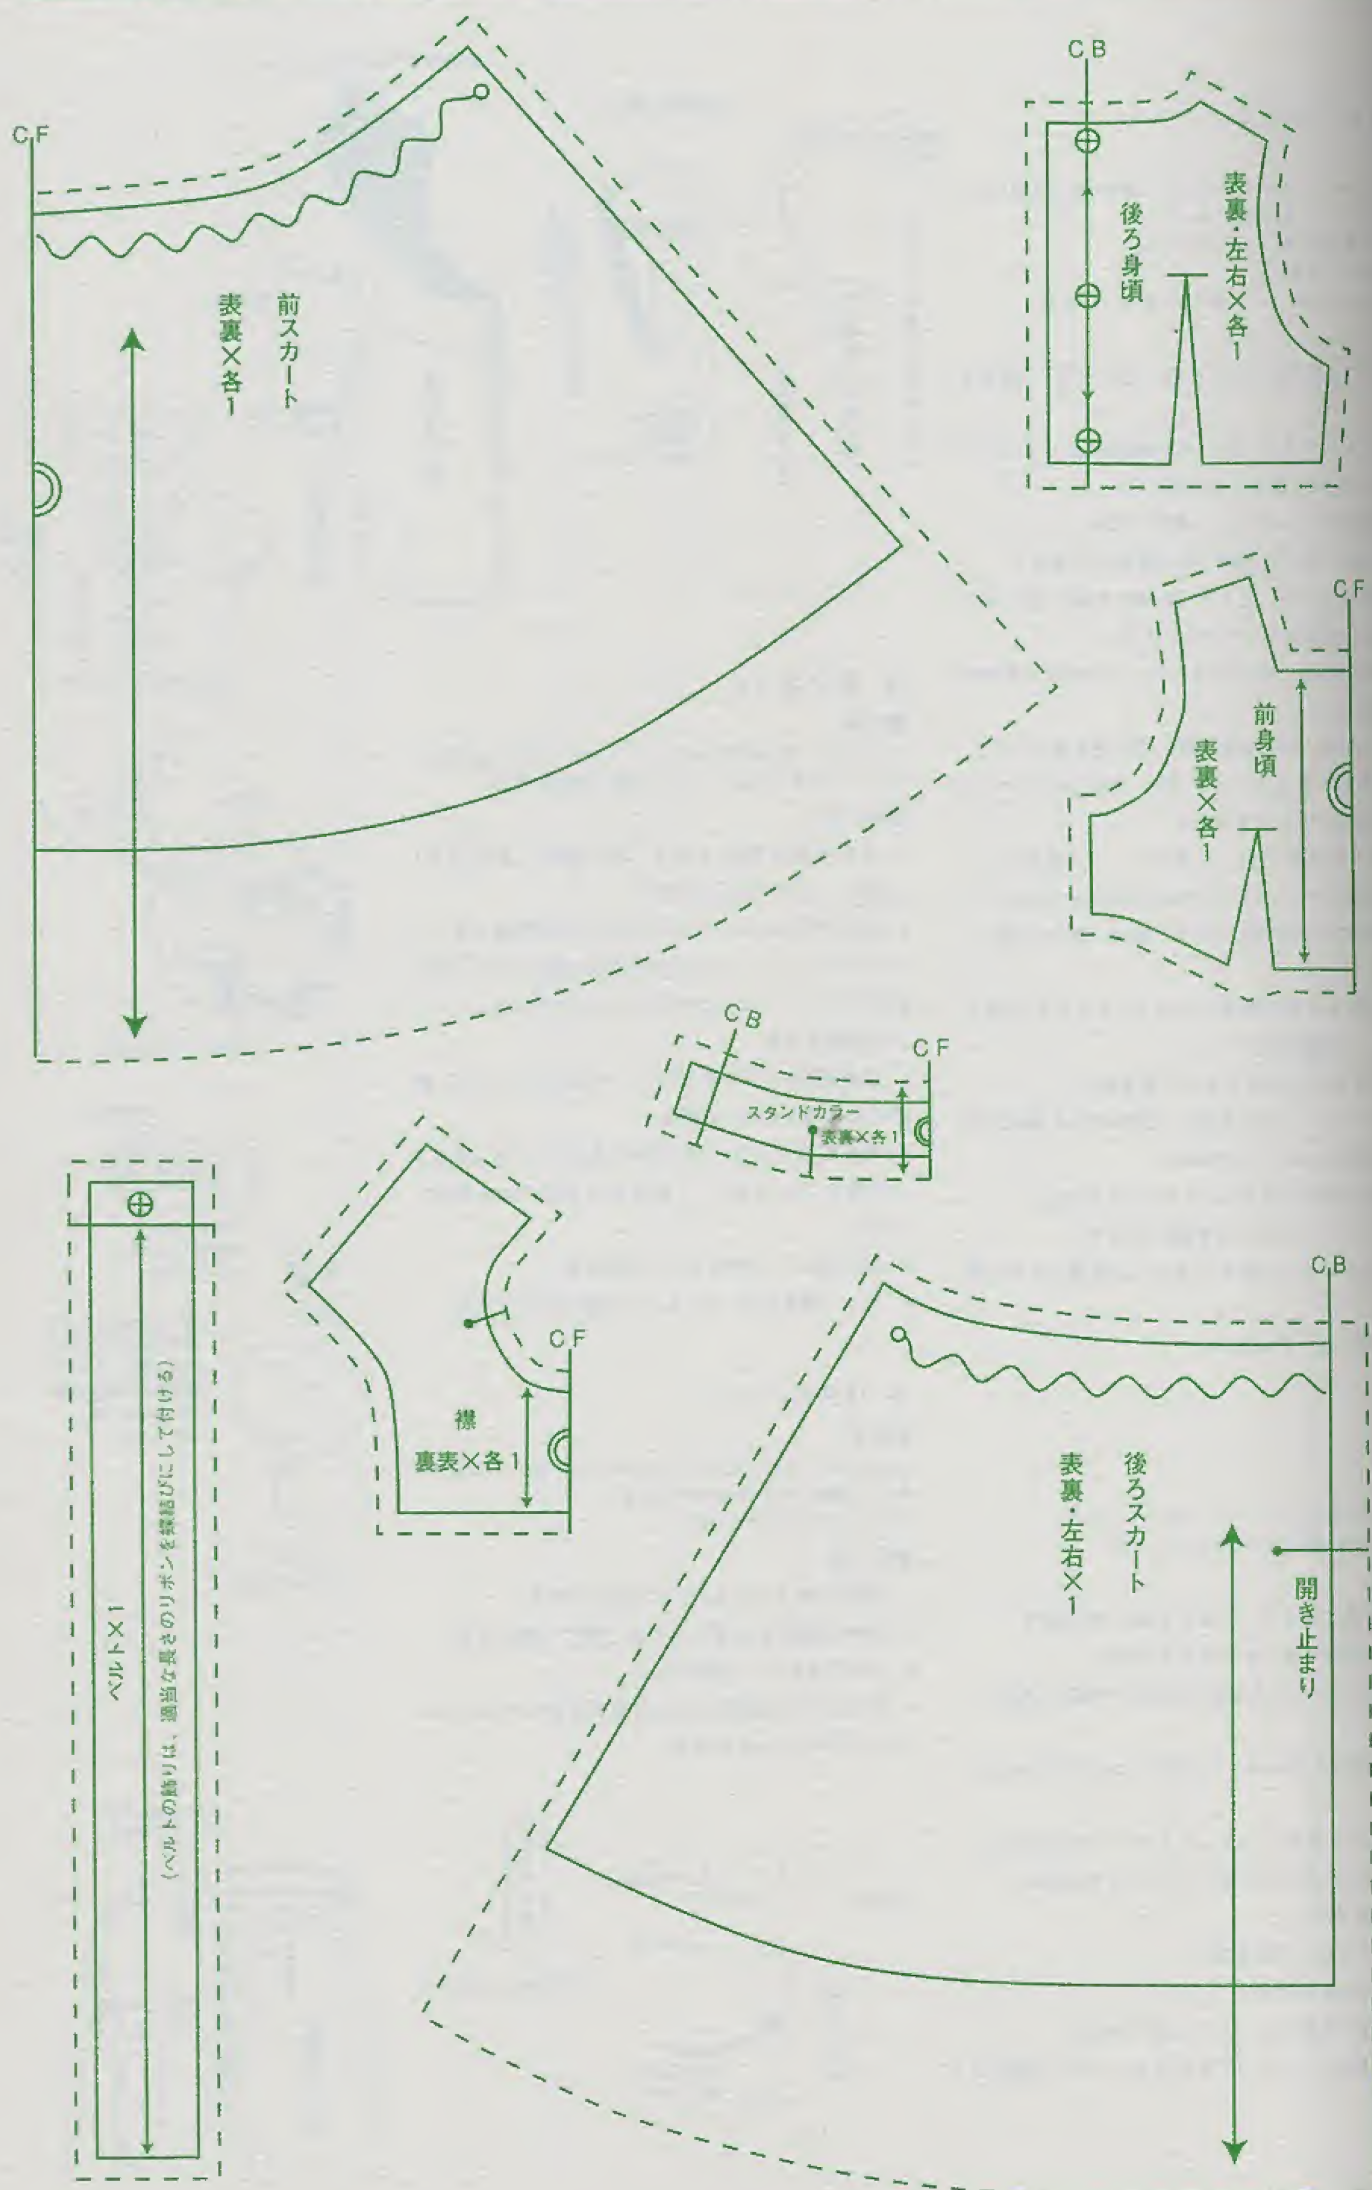 CF
前スカート
表裏×各1
CB
後ろ身頃
表裏・左右×各1
CF
前身頃
表裏×各1
CB
CF
スタンドカラー
表裏×各1
CF
襟
裏表×各1
ベルト×1
(ベルトの飾りは、適当な長さのリボンを蝶結びにして付ける)
CB
後ろスカート
表裏・左右×1
開き止まり